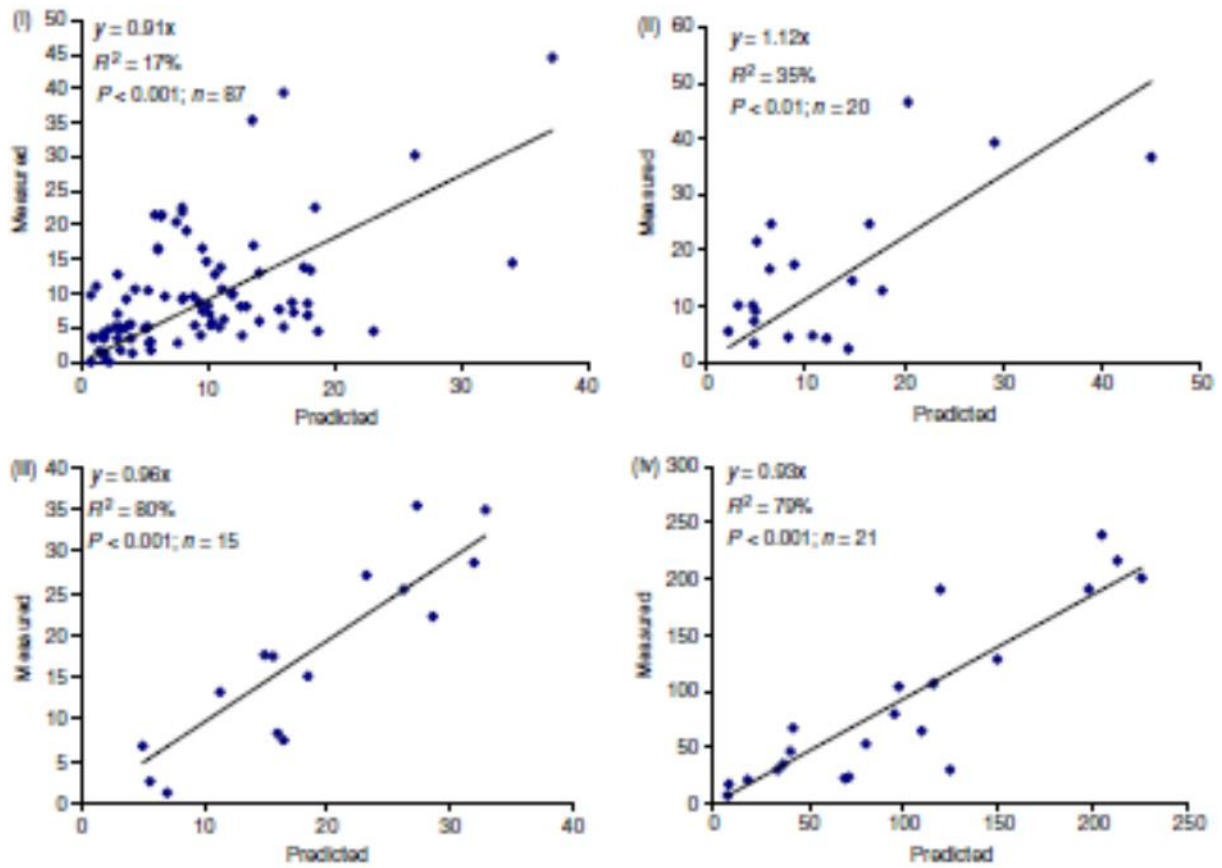 (i)
y = 0.91x
R² = 17%
P < 0.001; n = 87
Measured
50
45
40
35
30
25
20
15
10
5
0
0 10 20 30 40
Predicted
(ii)
y = 1.12x
R² = 35%
P < 0.01; n = 20
Measured
60
50
40
30
20
10
0
0 10 20 30 40 50
Predicted
(iii)
y = 0.96x
R² = 80%
P < 0.001; n = 15
Measured
40
35
30
25
20
15
10
5
0
0 10 20 30 40
Predicted
(iv)
y = 0.93x
R² = 79%
P < 0.001; n = 21
Measured
300
250
200
150
100
50
0
0 50 100 150 200 250
Predicted